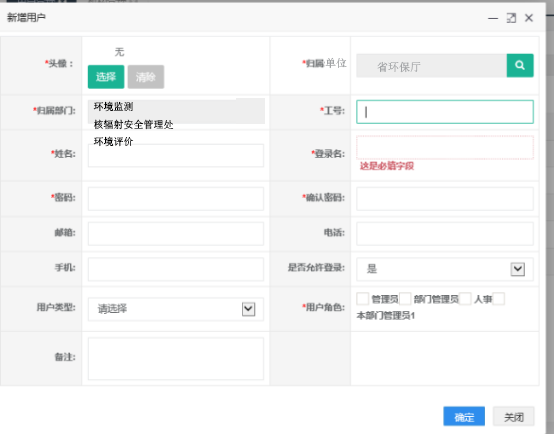 新增用户
*头像： 无 *归属单位 省环保厅
选择 清除
*归属部门: 环境监测 *工号:
核辐射安全管理处
环境评价
*姓名: *登录名:
这是必填字段
*密码: *确认密码:
邮箱: 电话:
手机: 是否允许登录: 是
用户类型: 请选择 *用户角色: 管理员 部门管理员 人事
本部门管理员1
备注:
确定 关闭